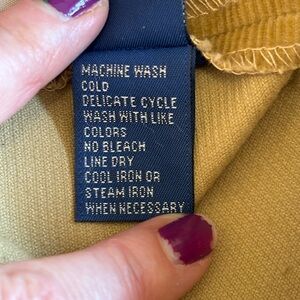 MACHINE WASH
COLD
DELICATE CYCLE
WASH WITH LIKE
COLORS
NO BLEACH
LINE DRY
COOL IRON OR
STEAM IRON
WHEN NECESSARY